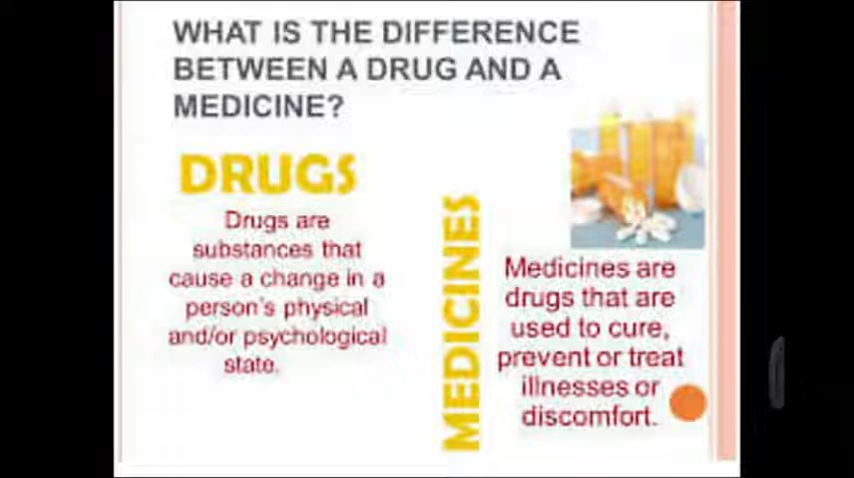 WHAT IS THE DIFFERENCE
BETWEEN A DRUG AND A
MEDICINE?
DRUGS
Drugs are
substances that
cause a change in a
person's physical
and/or psychological
state.
MEDICINES
Medicines are
drugs that are
used to cure,
prevent or treat
illnesses or
discomfort.